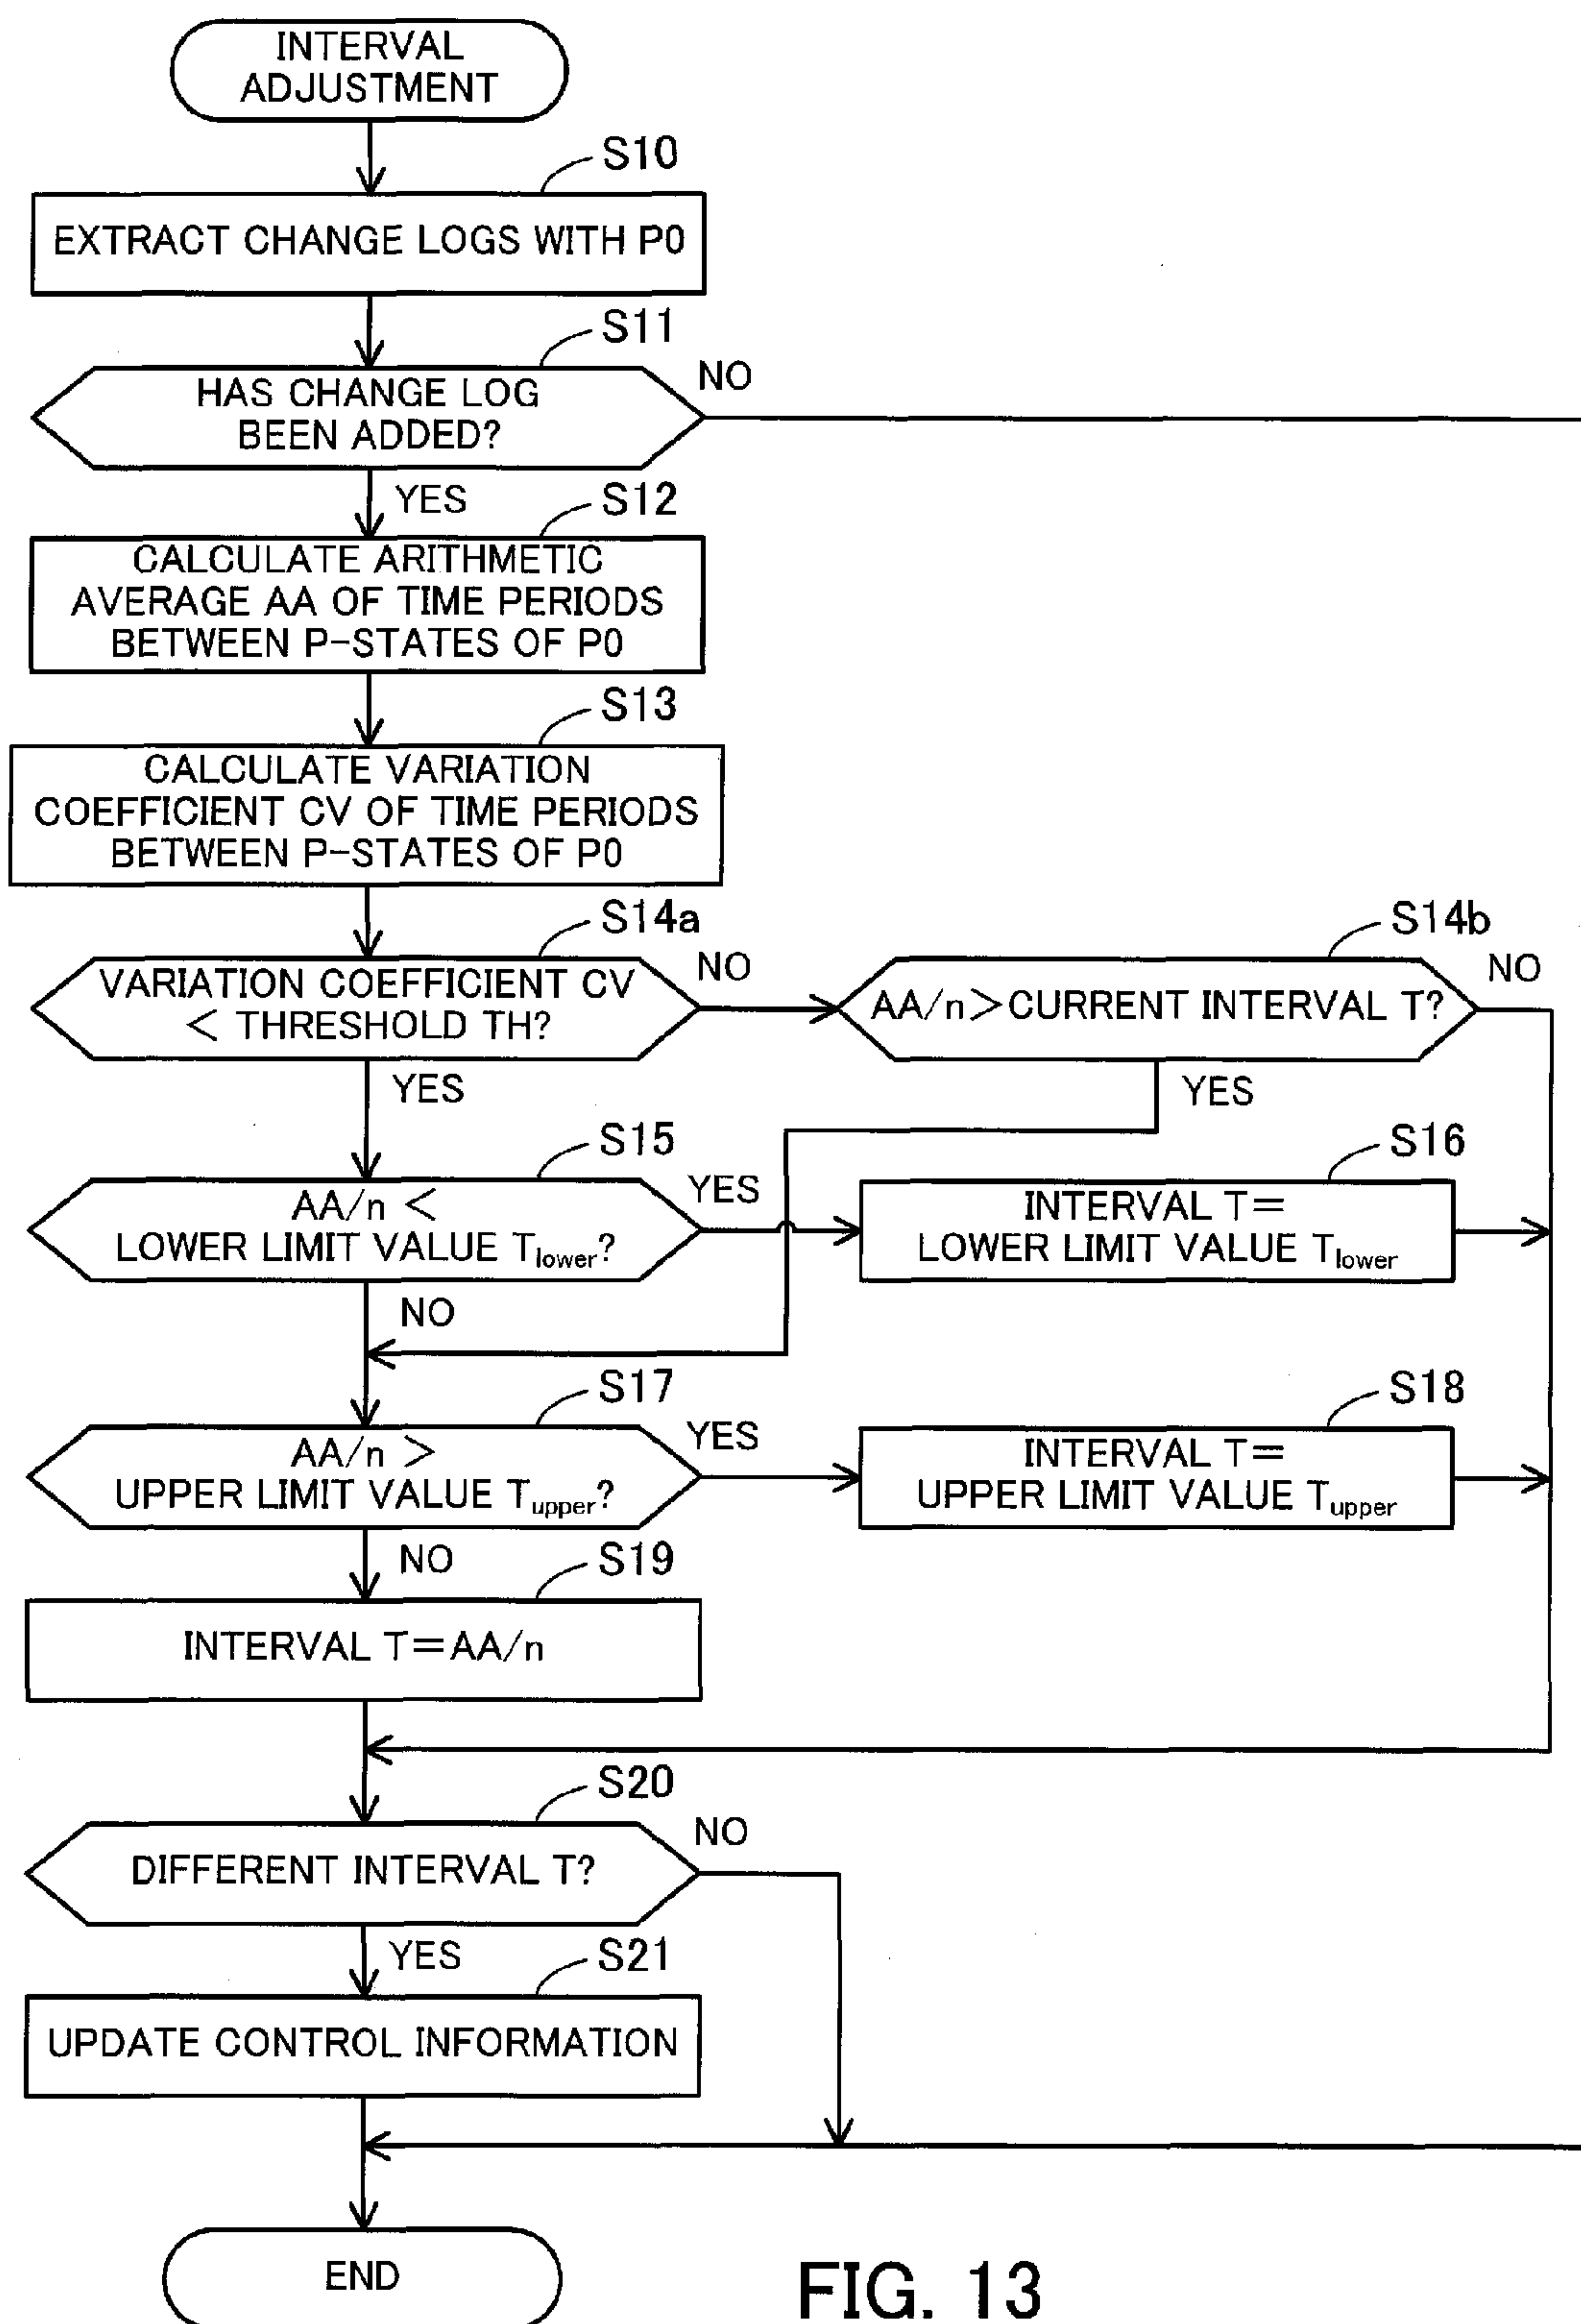 INTERVAL
ADJUSTMENT
S10
EXTRACT CHANGE LOGS WITH P0
S11
HAS CHANGE LOG
BEEN ADDED?
NO
YES
S12
CALCULATE ARITHMETIC
AVERAGE AA OF TIME PERIODS
BETWEEN P-STATES OF P0
S13
CALCULATE VARIATION
COEFFICIENT CV OF TIME PERIODS
BETWEEN P-STATES OF P0
S14a
VARIATION COEFFICIENT CV
< THRESHOLD TH?
NO
YES
S14b
AA/n>CURRENT INTERVAL T?
NO
YES
S15
AA/n <
LOWER LIMIT VALUE Tlower?
YES
NO
S16
INTERVAL T=
LOWER LIMIT VALUE Tlower
S17
AA/n >
UPPER LIMIT VALUE Tupper?
YES
NO
S18
INTERVAL T=
UPPER LIMIT VALUE Tupper
S19
INTERVAL T=AA/n
S20
DIFFERENT INTERVAL T?
NO
YES
S21
UPDATE CONTROL INFORMATION
END
FIG. 13